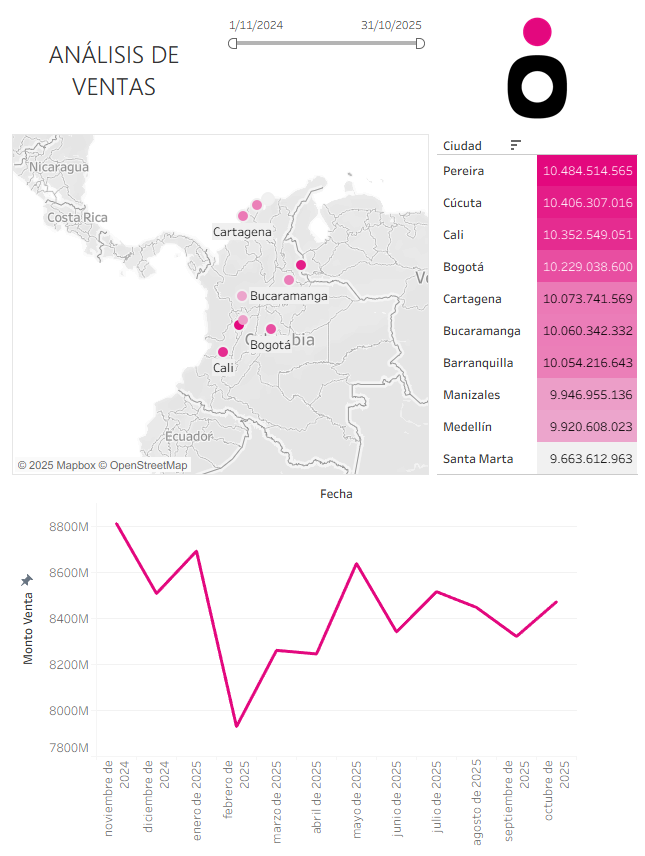 ANÁLISIS DE
VENTAS
1/11/2024
31/10/2025
Nicaragua
Costa Rica
Cartagena
Bucaramanga
Bogotá
Cali
Ecuador
© 2025 Mapbox © OpenStreetMap
Ciudad
Pereira 10.484.514.565
Cúcuta 10.406.307.016
Cali 10.352.549.051
Bogotá 10.229.038.600
Cartagena 10.073.741.569
Bucaramanga 10.060.342.332
Barranquilla 10.054.216.643
Manizales 9.946.955.136
Medellín 9.920.608.023
Santa Marta 9.663.612.963
Fecha
Monto Venta
8800M
8600M
8400M
8200M
8000M
7800M
noviembre de
2024
diciembre de
2024
enero de 2025
febrero de
2025
marzo de 2025
abril de 2025
mayo de 2025
junio de 2025
julio de 2025
agosto de 2025
septiembre de
2025
octubre de
2025